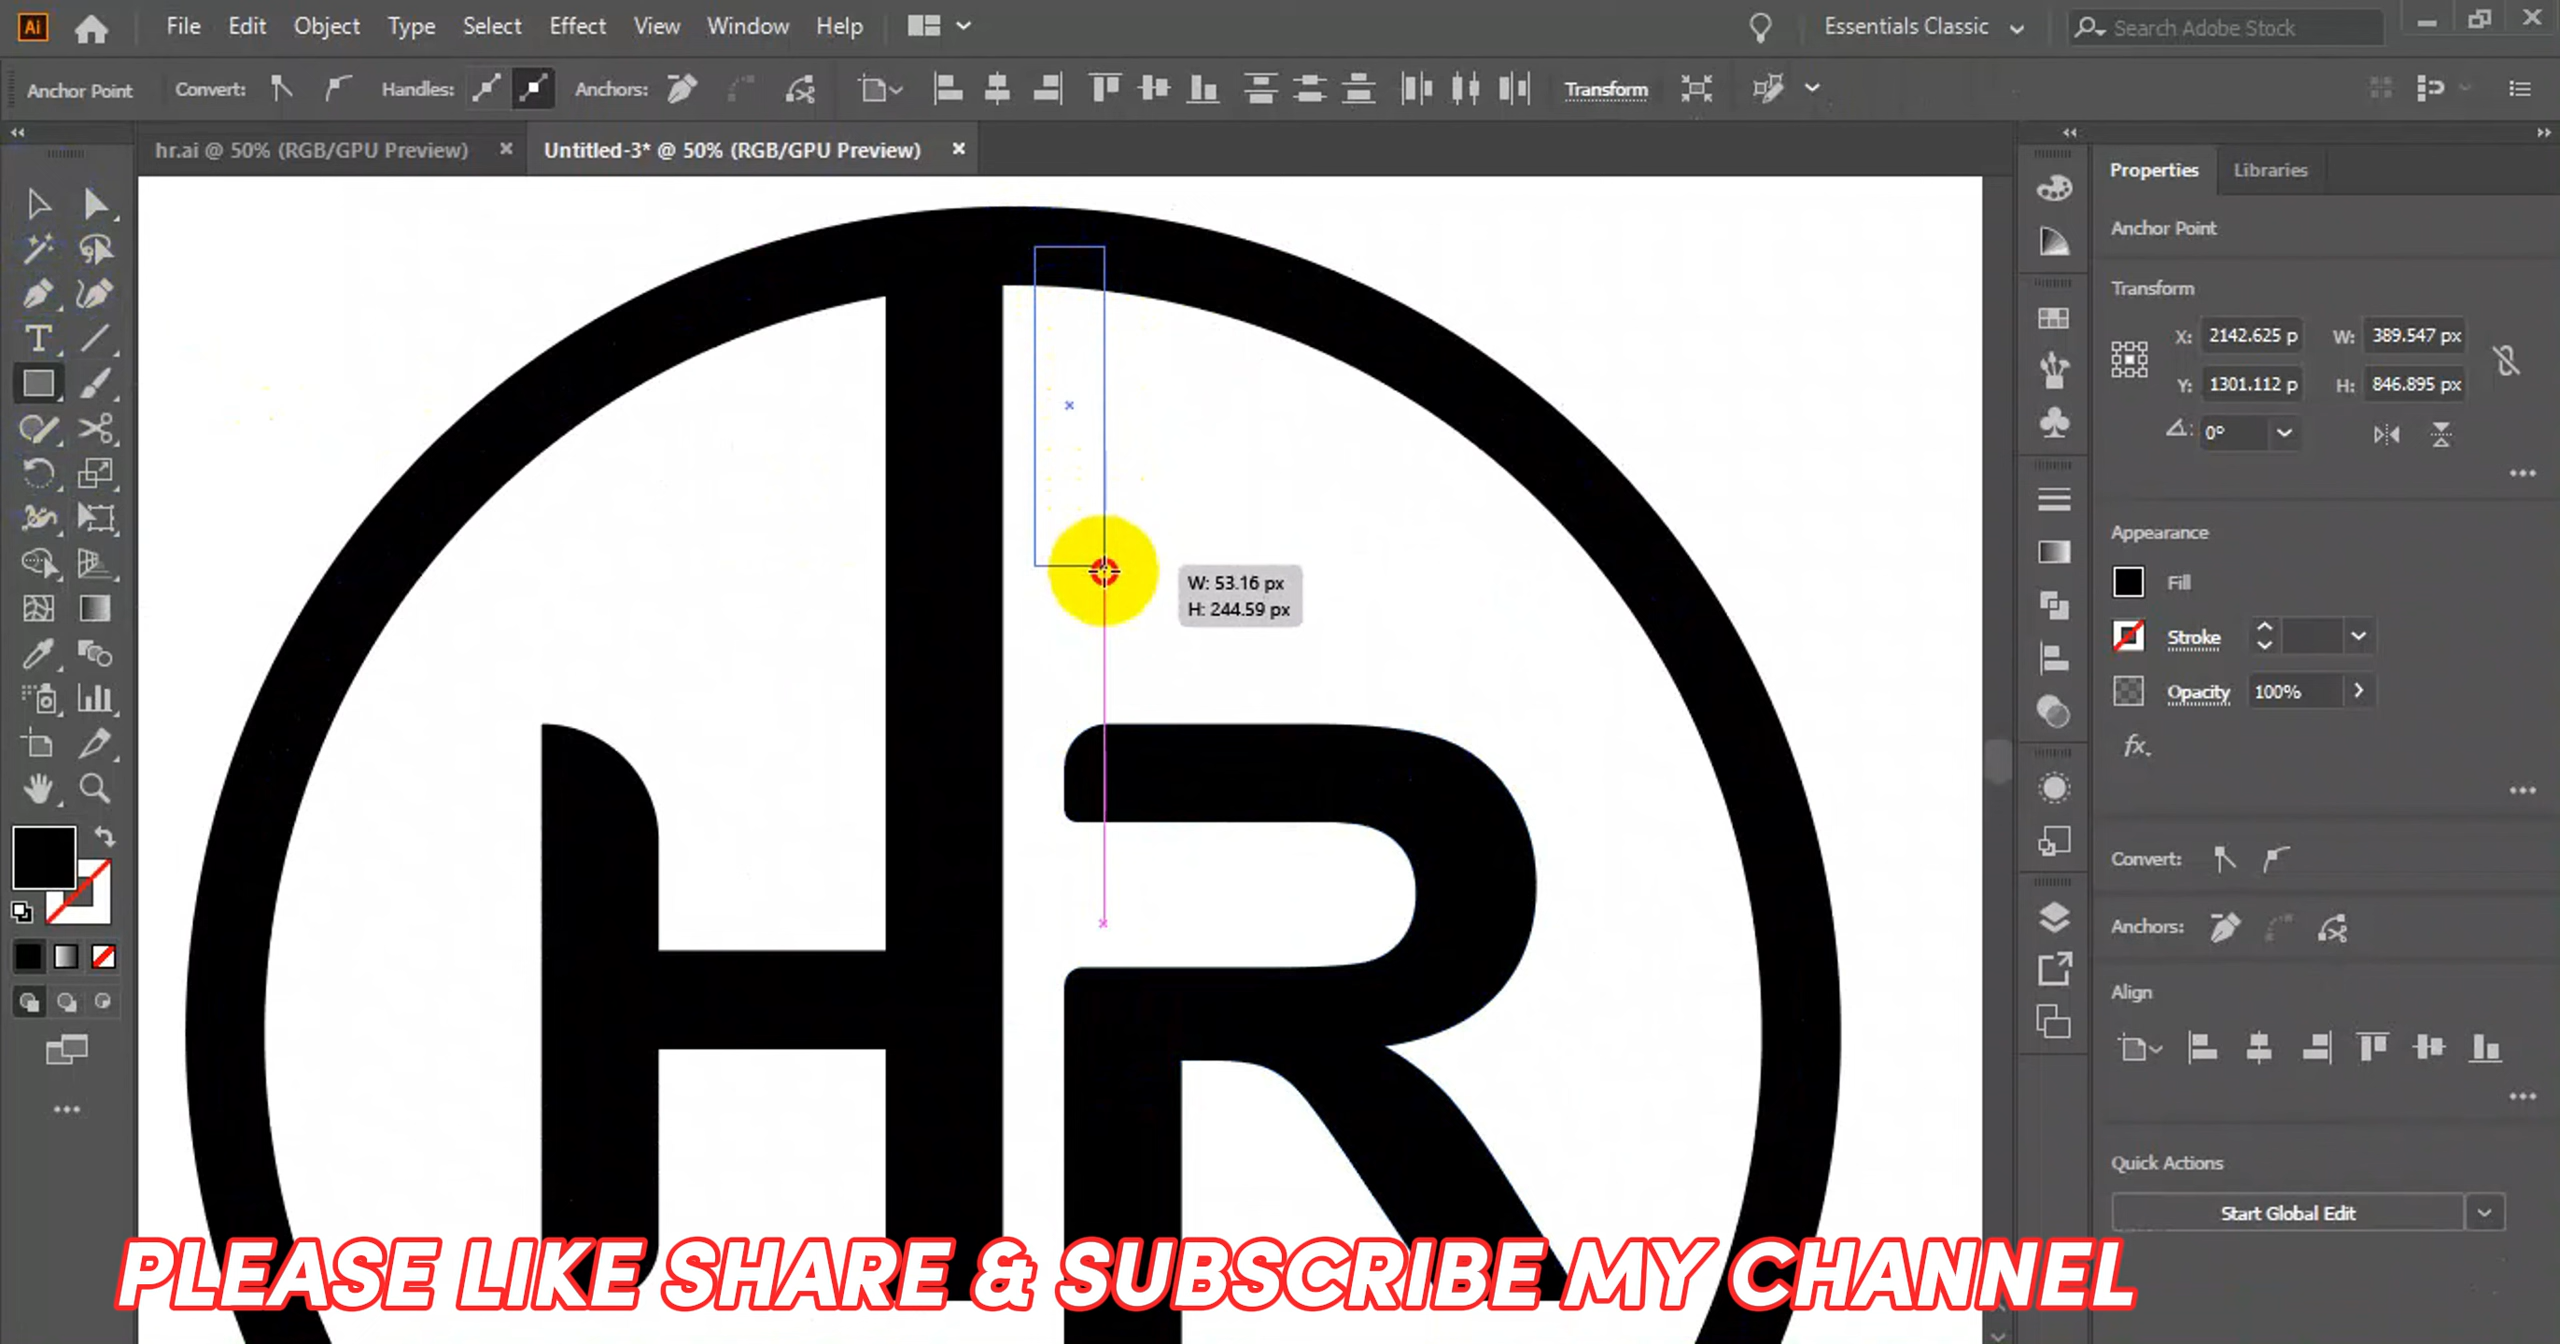 Ai File Edit Object Type Select Effect View Window Help Essentials Classic Search Adobe Stock
Anchor Point Convert: Handles: Anchors: Transform
hr.ai @ 50% (RGB/GPU Preview) Untitled-3* @ 50% (RGB/GPU Preview)
Properties Libraries
Anchor Point
Transform
X: 2142.625 p W: 389.547 px
Y: 1301.112 p H: 846.895 px
0°
Appearance
Fill
Stroke
Opacity 100%
fx.
Convert:
Anchors:
Align
Quick Actions
Start Global Edit
W: 53.16 px
H: 244.59 px
HR
PLEASE LIKE SHARE & SUBSCRIBE MY CHANNEL